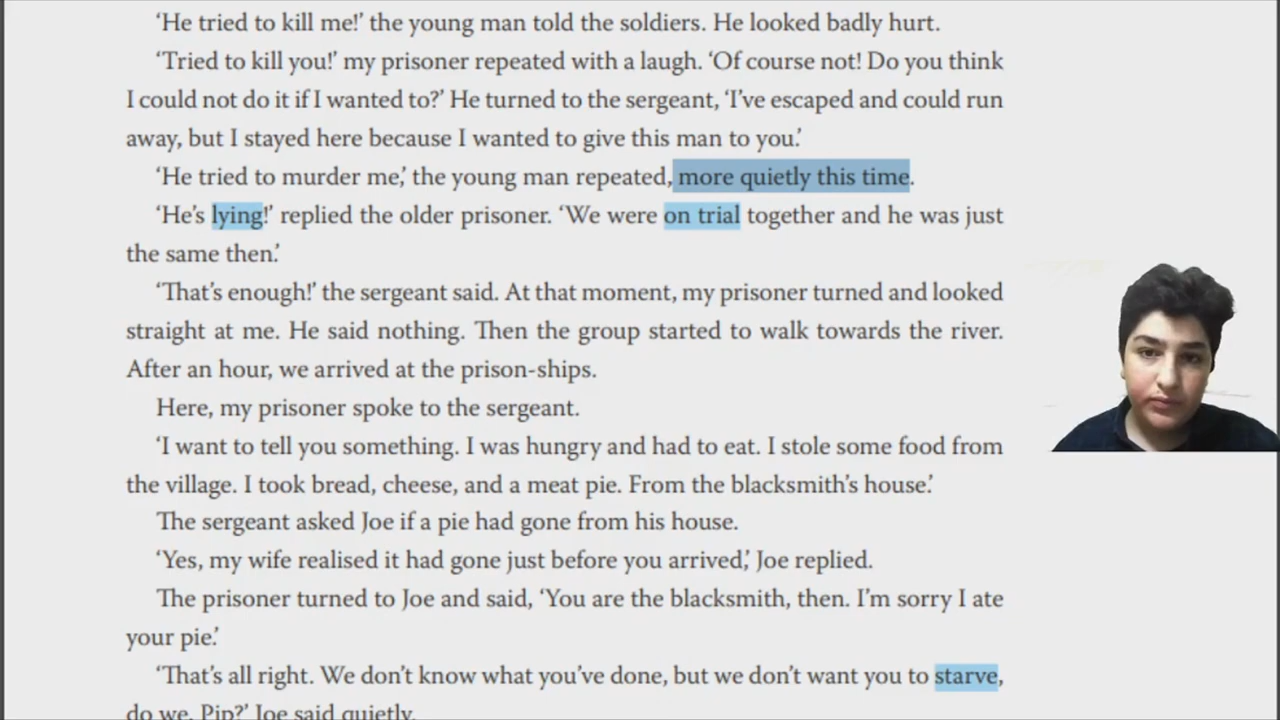 ‘He tried to kill me!’ the young man told the soldiers. He looked badly hurt.
‘Tried to kill you!’ my prisoner repeated with a laugh. ‘Of course not! Do you think
I could not do it if I wanted to?’ He turned to the sergeant, ‘I’ve escaped and could run
away, but I stayed here because I wanted to give this man to you.’
‘He tried to murder me,’ the young man repeated, more quietly this time.
‘He’s lying!’ replied the older prisoner. ‘We were on trial together and he was just
the same then.’
‘That’s enough!’ the sergeant said. At that moment, my prisoner turned and looked
straight at me. He said nothing. Then the group started to walk towards the river.
After an hour, we arrived at the prison-ships.
Here, my prisoner spoke to the sergeant.
‘I want to tell you something. I was hungry and had to eat. I stole some food from
the village. I took bread, cheese, and a meat pie. From the blacksmith’s house.’
The sergeant asked Joe if a pie had gone from his house.
‘Yes, my wife realised it had gone just before you arrived,’ Joe replied.
The prisoner turned to Joe and said, ‘You are the blacksmith, then. I’m sorry I ate
your pie.’
‘That’s all right. We don’t know what you’ve done, but we don’t want you to starve,
do we, Pip?’ Joe said quietly.